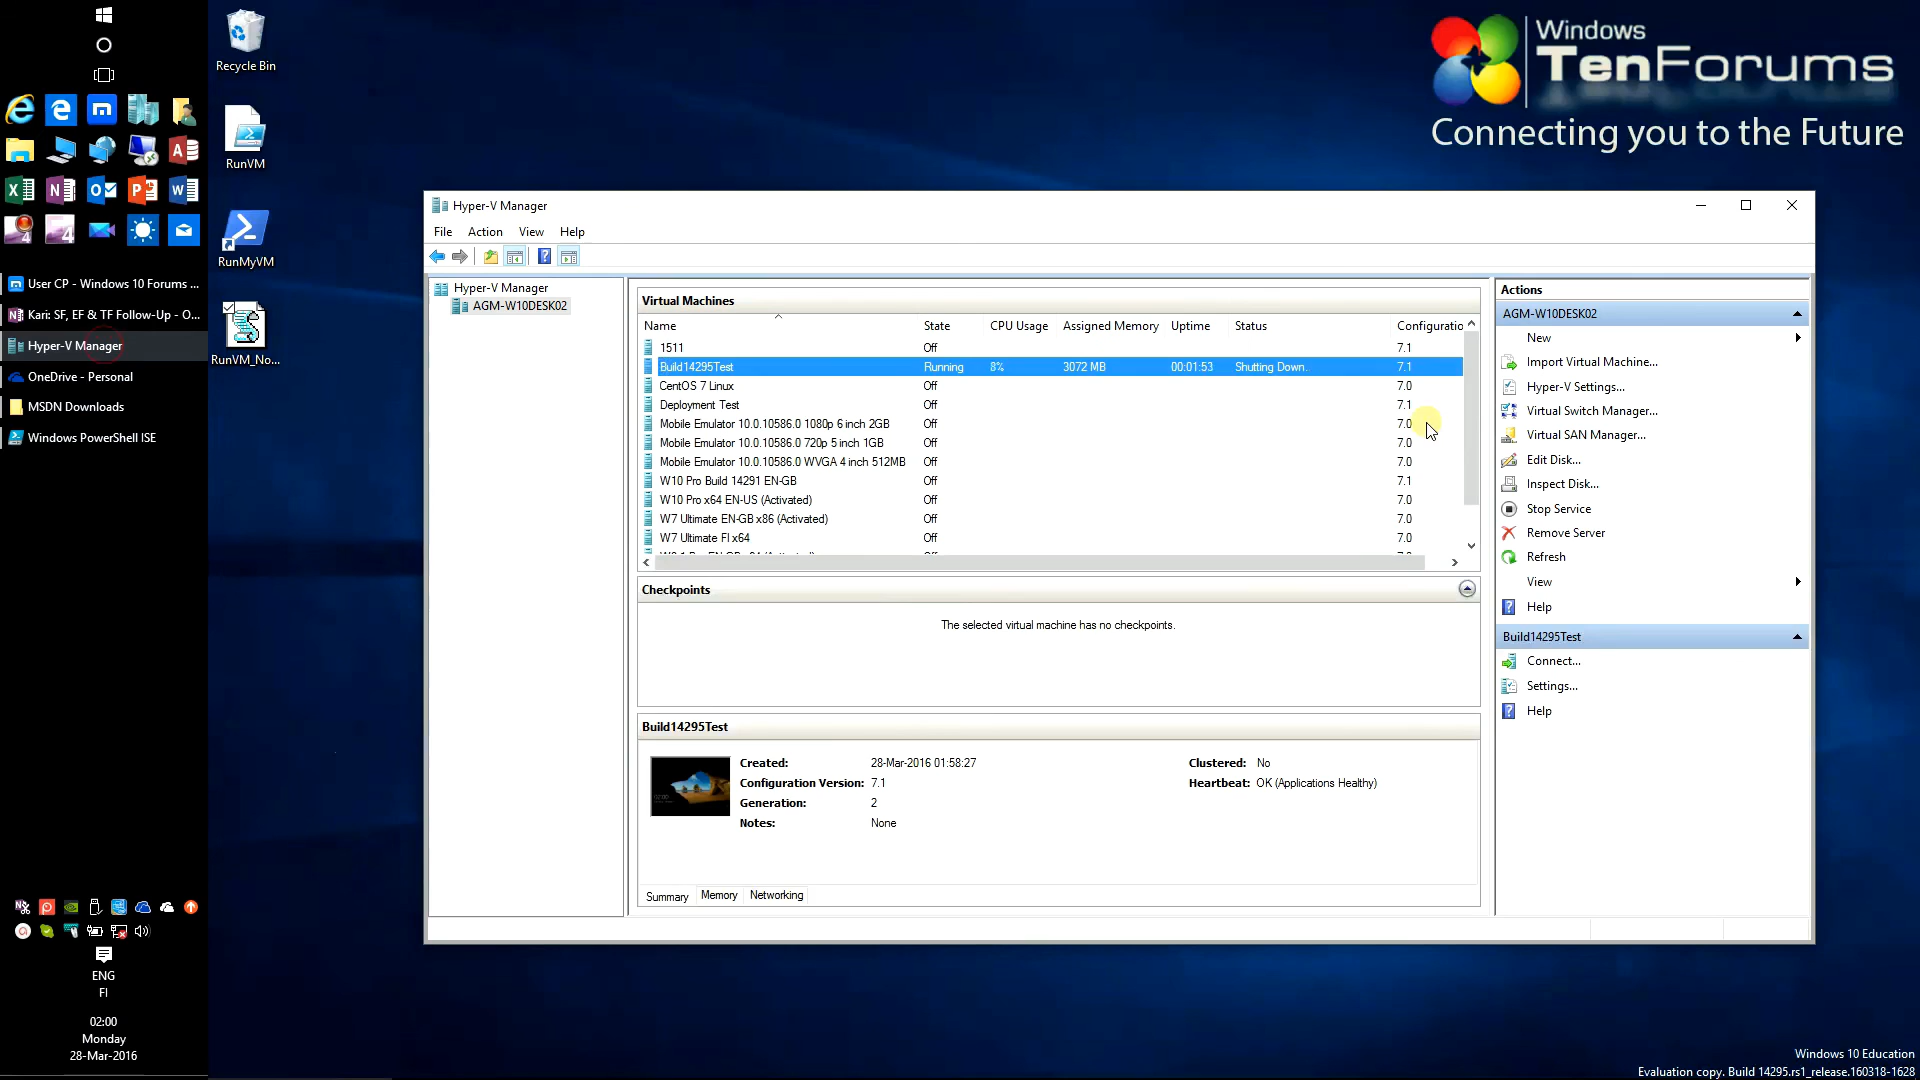 Recycle Bin
RunVM
RunMyVM
RunVM_No...
User CP - Windows 10 Forums ...
Kari: SF, EF & TF Follow-Up - O...
Hyper-V Manager
OneDrive - Personal
MSDN Downloads
Windows PowerShell ISE
ENG
FI
02:00
Monday
28-Mar-2016
Windows
TenForums
Connecting you to the Future
Hyper-V Manager
File Action View Help
Hyper-V Manager
AGM-W10DESK02
Virtual Machines
Name State CPU Usage Assigned Memory Uptime Status Configuratio
1511 Off 7.1
Build14295Test Running 8% 3072 MB 00:01:53 Shutting Down.
7.1
CentOS 7 Linux Off 7.0
Deployment Test Off 7.1
Mobile Emulator 10.0.10586.0 1080p 6 inch 2GB Off 7.0
Mobile Emulator 10.0.10586.0 720p 5 inch 1GB Off 7.0
Mobile Emulator 10.0.10586.0 WVGA 4 inch 512MB Off 7.0
W10 Pro Build 14291 EN-GB Off 7.1
W10 Pro x64 EN-US (Activated) Off 7.0
W7 Ultimate EN-GB x86 (Activated) Off 7.0
W7 Ultimate FI x64 Off 7.0
Checkpoints
The selected virtual machine has no checkpoints.
Build14295Test
Created: 28-Mar-2016 01:58:27 Clustered: No
Configuration Version: 7.1 Heartbeat: OK (Applications Healthy)
Generation: 2
Notes: None
Summary Memory Networking
Actions
AGM-W10DESK02
New
Import Virtual Machine...
Hyper-V Settings...
Virtual Switch Manager...
Virtual SAN Manager...
Edit Disk...
Inspect Disk...
Stop Service
Remove Server
Refresh
View
Help
Build14295Test
Connect...
Settings...
Help
Windows 10 Education
Evaluation copy. Build 14295.rs1_release.160318-1628